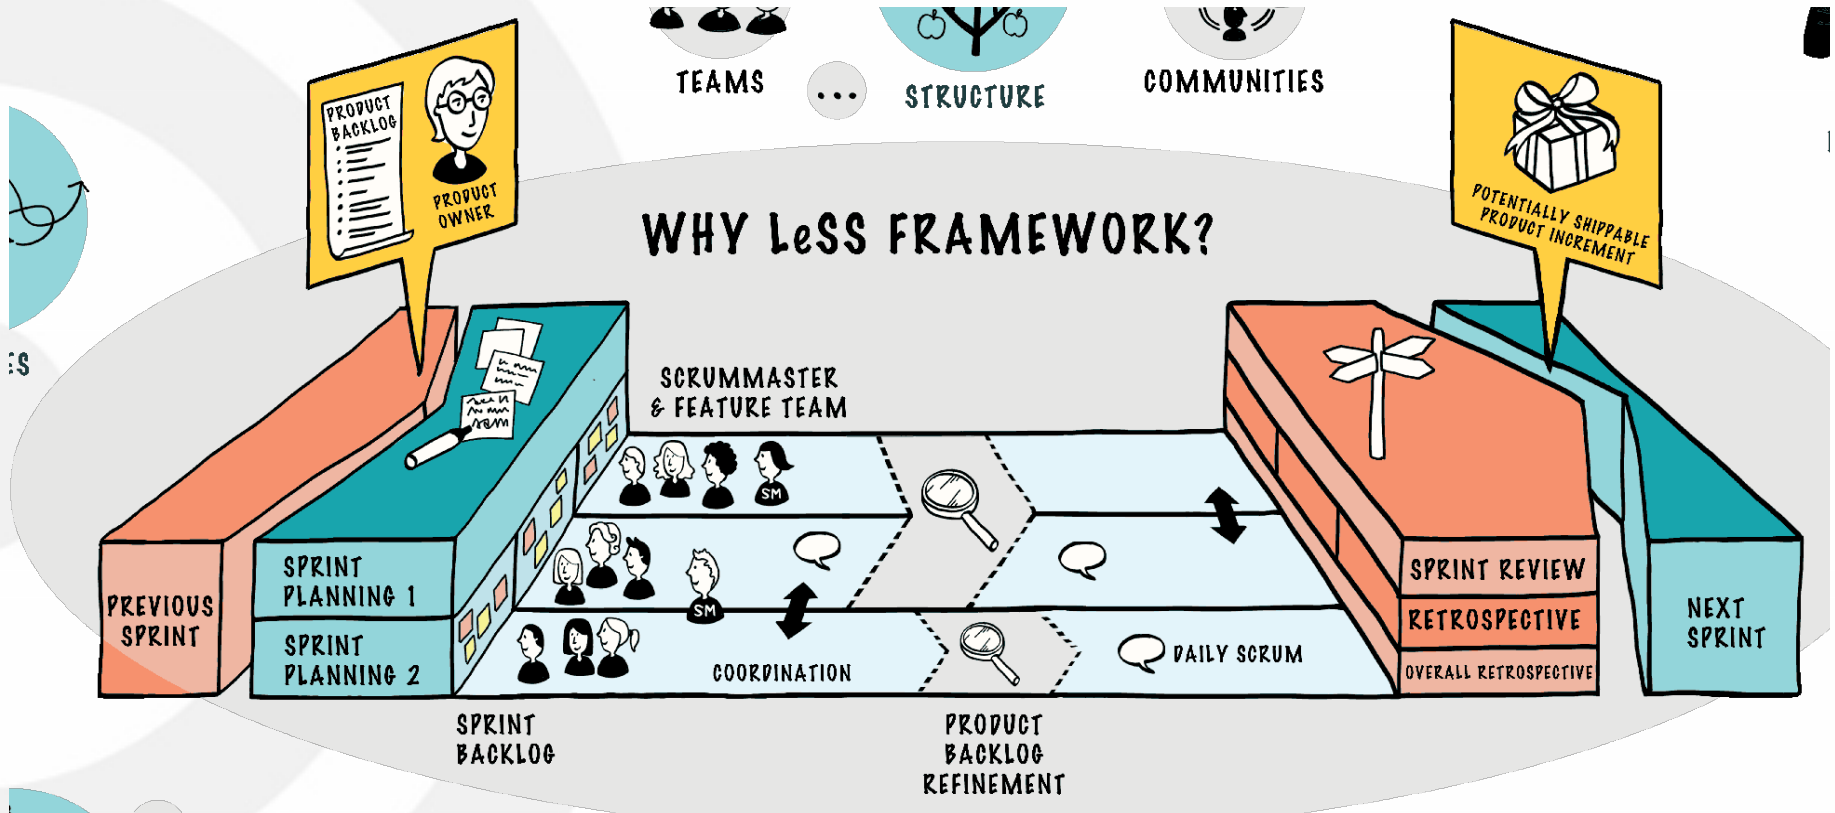 TEAMS
...
STRUCTURE
COMMUNITIES
PRODUCT
BACKLOG
PRODUCT
OWNER
WHY LeSS FRAMEWORK?
POTENTIALLY SHIPPABLE
PRODUCT INCREMENT
ES
SCRUMMASTER
& FEATURE TEAM
SM
SM
PREVIOUS
SPRINT
SPRINT
PLANNING 1
SPRINT
PLANNING 2
COORDINATION
DAILY SCRUM
SPRINT REVIEW
RETROSPECTIVE
OVERALL RETROSPECTIVE
NEXT
SPRINT
SPRINT
BACKLOG
PRODUCT
BACKLOG
REFINEMENT